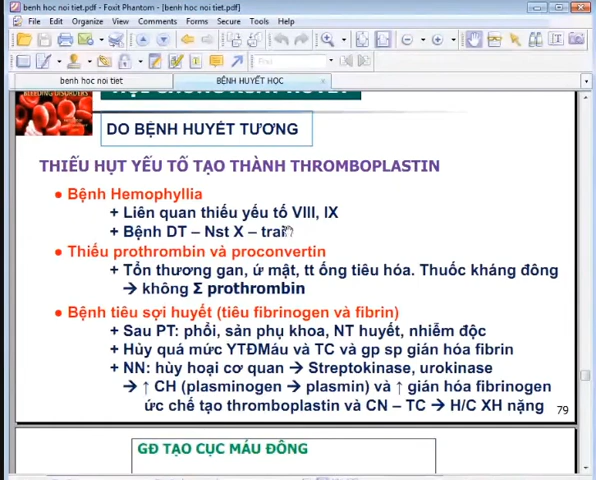 benh hoc noi tiet.pdf - Foxit Phantom - [benh hoc noi tiet.pdf]
File Edit Organize View Comments Forms Secure Tools Help
Find
benh hoc noi tiet
BỆNH HUYẾT HỌC
BLEEDING DISORDERS
DO BỆNH HUYẾT TƯƠNG
THIẾU HỤT YẾU TỐ TẠO THÀNH THROMBOPLASTIN
• Bệnh Hemophyllia
+ Liên quan thiếu yếu tố VIII, IX
+ Bệnh DT – Nst X – trai
• Thiếu prothrombin và proconvertin
+ Tổn thương gan, ứ mật, tt ống tiêu hóa. Thuốc kháng đông
→ không Σ prothrombin
• Bệnh tiêu sợi huyết (tiêu fibrinogen và fibrin)
+ Sau PT: phổi, sản phụ khoa, NT huyết, nhiễm độc
+ Hủy quá mức YTĐMáu và TC và gp sp gián hóa fibrin
+ NN: hủy hoại cơ quan → Streptokinase, urokinase
→ ↑ CH (plasminogen → plasmin) và ↑ gián hóa fibrinogen
ức chế tạo thromboplastin và CN – TC → H/C XH nặng
79
GĐ TẠO CỤC MÁU ĐÔNG